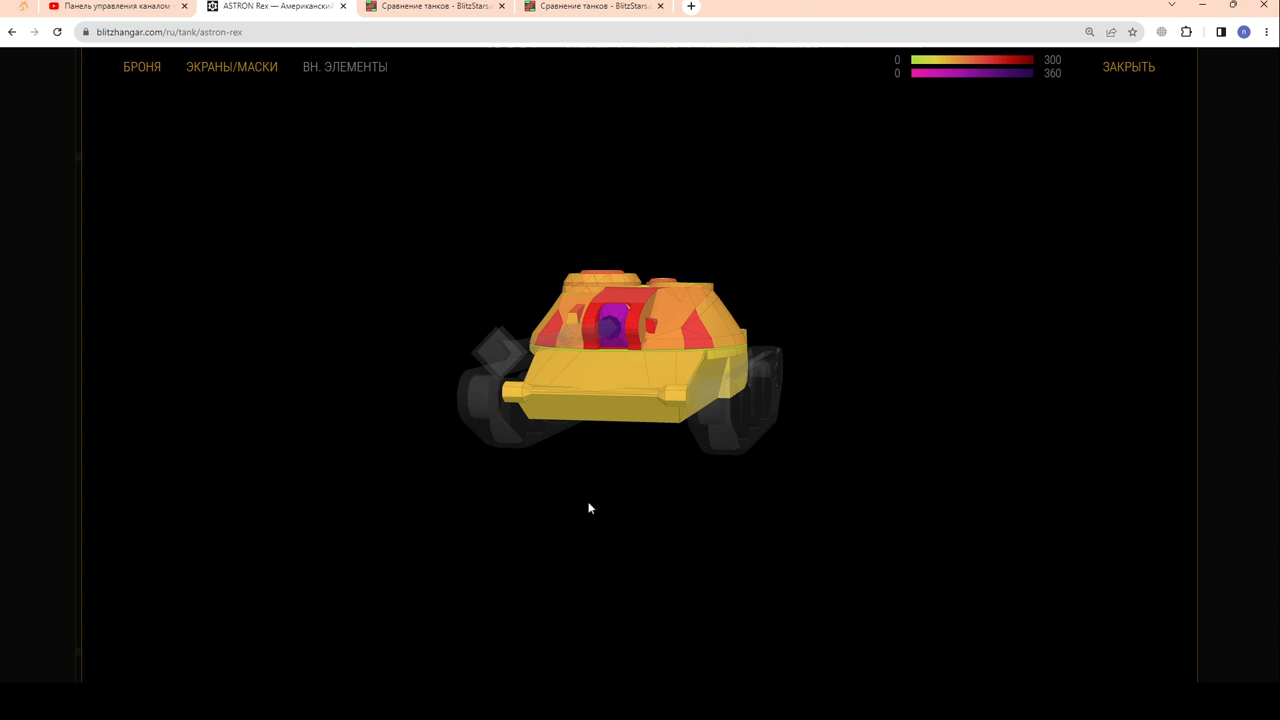 Панель управления каналом -
ASTRON Rex — Американский
Сравнение танков - BlitzStars.
Сравнение танков - BlitzStars.
blitzhangar.com/ru/tank/astron-rex
n
БРОНЯ ЭКРАНЫ/МАСКИ ВН. ЭЛЕМЕНТЫ
0 300
0 360
ЗАКРЫТЬ